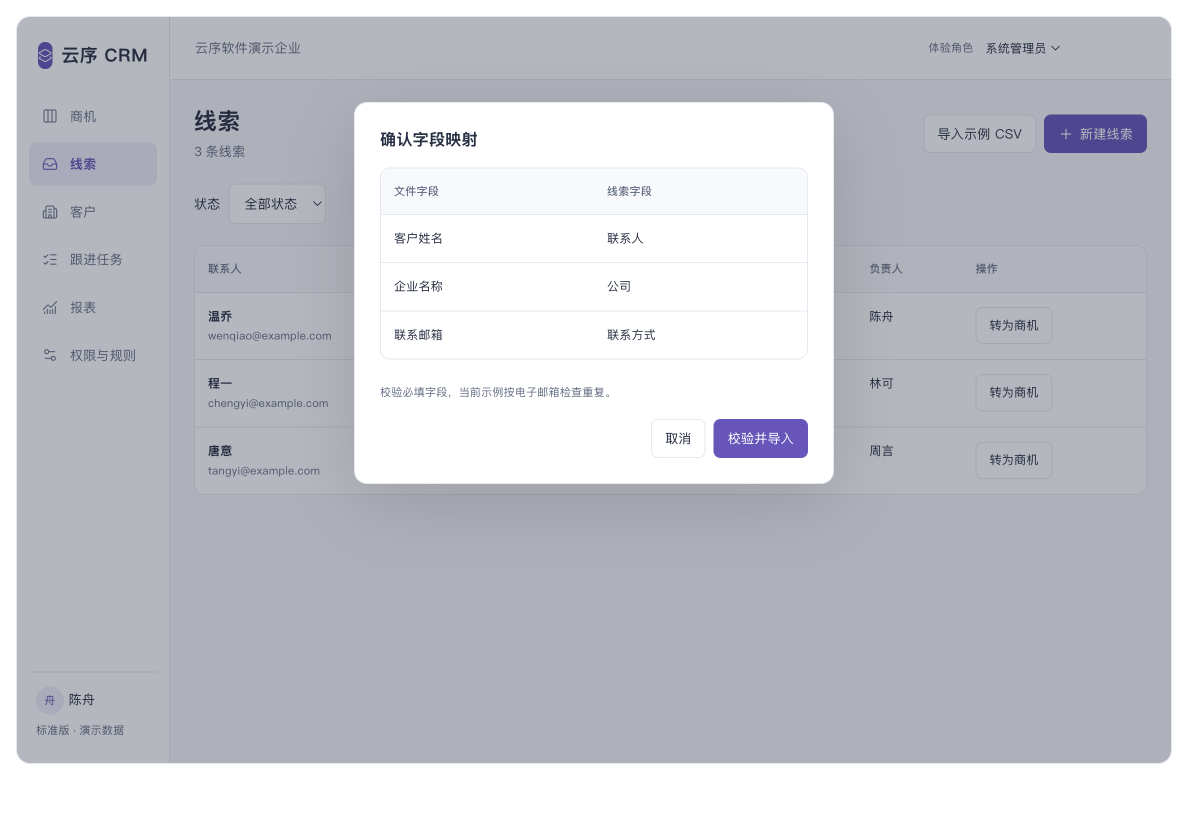 云序 CRM
云序软件演示企业
体验角色 系统管理员
商机
线索
客户
跟进任务
报表
权限与规则
舟 陈舟
标准版 · 演示数据
线索
3 条线索
导入示例 CSV
新建线索
状态 全部状态
联系人 负责人 操作
温乔
wenqiao@example.com
陈舟 转为商机
程一
chengyi@example.com
林可 转为商机
唐意
tangyi@example.com
周言 转为商机
确认字段映射
文件字段 线索字段
客户姓名 联系人
企业名称 公司
联系邮箱 联系方式
校验必填字段，当前示例按电子邮箱检查重复。
取消 校验并导入